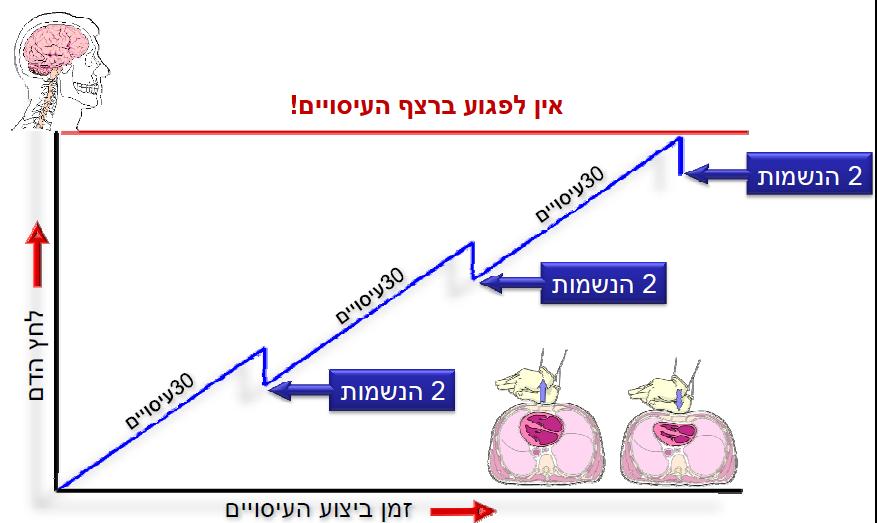 אין לפגוע ברצף העיסויים!
2 הנשמות
30עיסויים
2 הנשמות
30עיסויים
2 הנשמות
30עיסויים
לחץ הדם
זמן ביצוע העיסויים